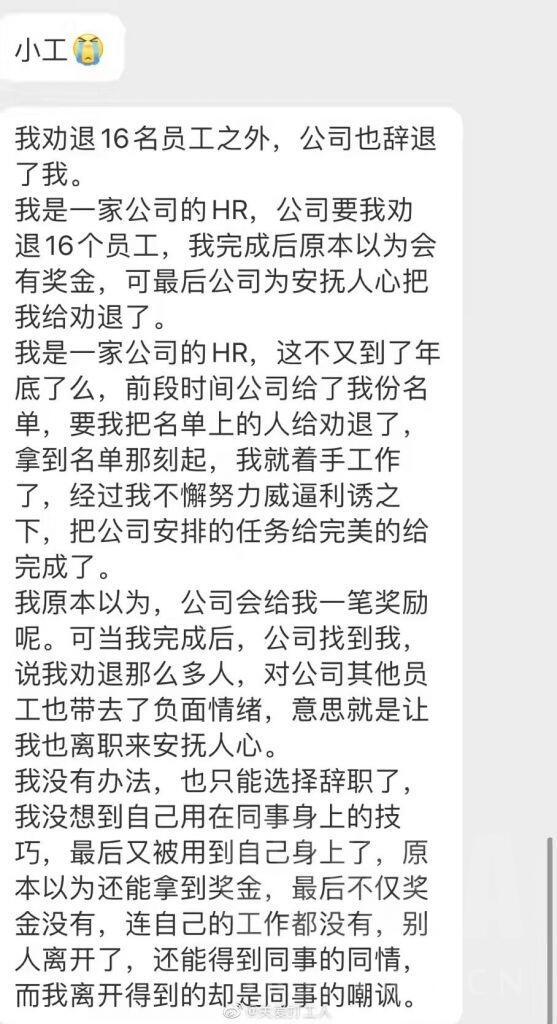 小工😭
我劝退16名员工之外，公司也辞退
了我。
我是一家公司的HR，公司要我劝
退16个员工，我完成后原本以为会
有奖金，可最后公司为安抚人心把
我给劝退了。
我是一家公司的HR，这不又到了年
底了么，前段时间公司给了我份名
单，要我把名单上的人给劝退了，
拿到名单那刻起，我就着手工作
了，经过我不懈努力威逼利诱之
下，把公司安排的任务给完美的给
完成了。
我原本以为，公司会给我一笔奖励
呢。可当我完成后，公司找到我，
说我劝退那么多人，对公司其他员
工也带去了负面情绪，意思就是让
我也离职来安抚人心。
我没有办法，也只能选择辞职了，
我没想到自己用在同事身上的技
巧，最后又被用到自己身上了，原
本以为还能拿到奖金，最后不仅奖
金没有，连自己的工作都没有，别
人离开了，还能得到同事的同情，
而我离开得到的却是同事的嘲讽。
CN